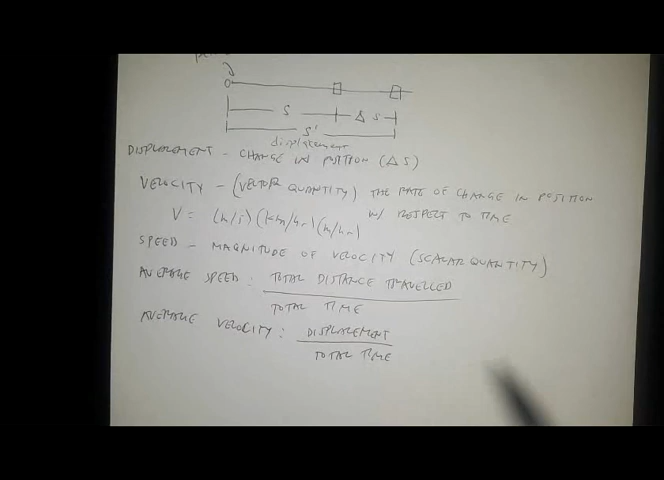 O
S
Δ S
S'
displacement
DISPLACEMENT - CHANGE IN POSITION (ΔS)
VELOCITY - (VECTOR QUANTITY) THE RATE OF CHANGE IN POSITION
W/ RESPECT TO TIME
V = (m/s) (km/hr) (m/hr)
SPEED - MAGNITUDE OF VELOCITY (SCALAR QUANTITY)
AVERAGE SPEED: TOTAL DISTANCE TRAVELLED
TOTAL TIME
AVERAGE VELOCITY: DISPLACEMENT
TOTAL TIME